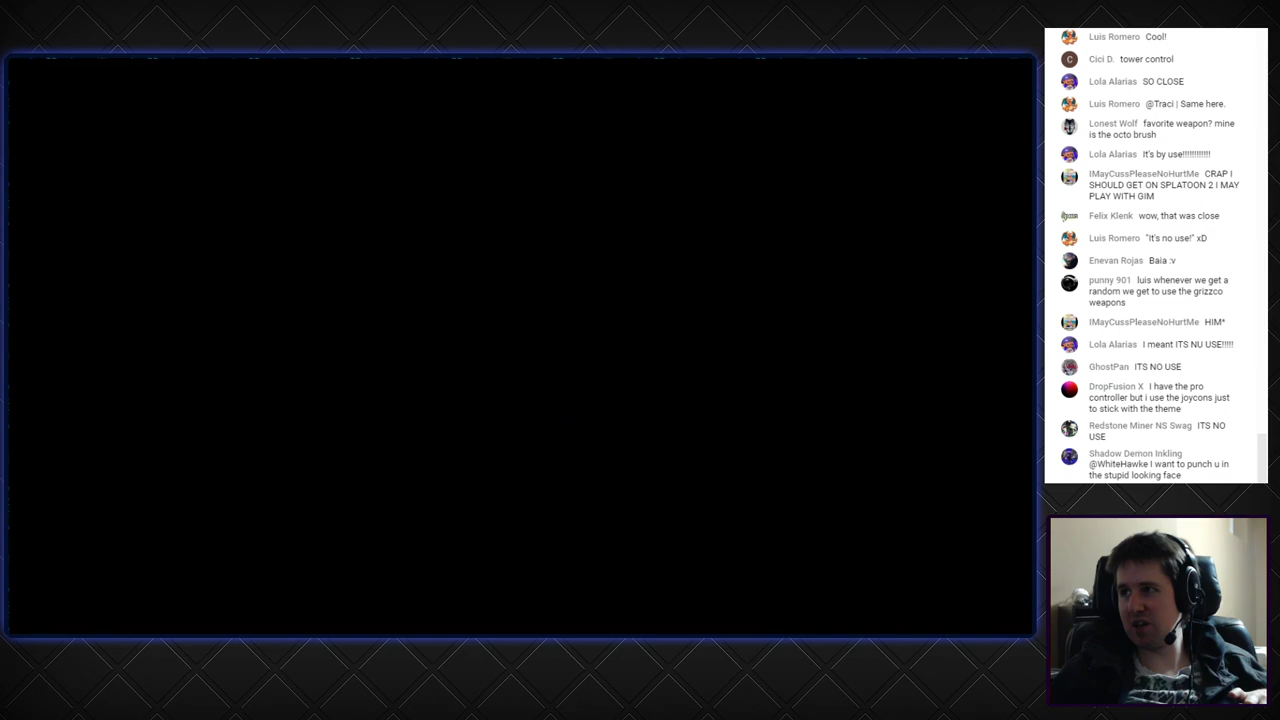 Luis Romero Cool!
Cici D. tower control
Lola Alarias SO CLOSE
Luis Romero @Traci | Same here.
Lonest Wolf favorite weapon? mine
is the octo brush
Lola Alarias It's by use!!!!!!!!!!!!
IMayCussPleaseNoHurtMe CRAP I
SHOULD GET ON SPLATOON 2 I MAY
PLAY WITH GIM
Felix Klenk wow, that was close
Luis Romero "It's no use!" xD
Enevan Rojas Baia :v
punny 901 luis whenever we get a
random we get to use the grizzco
weapons
IMayCussPleaseNoHurtMe HIM*
Lola Alarias I meant ITS NU USE!!!!!
GhostPan ITS NO USE
DropFusion X I have the pro
controller but i use the joycons just
to stick with the theme
Redstone Miner NS Swag ITS NO
USE
Shadow Demon Inkling
@WhiteHawke I want to punch u in
the stupid looking face